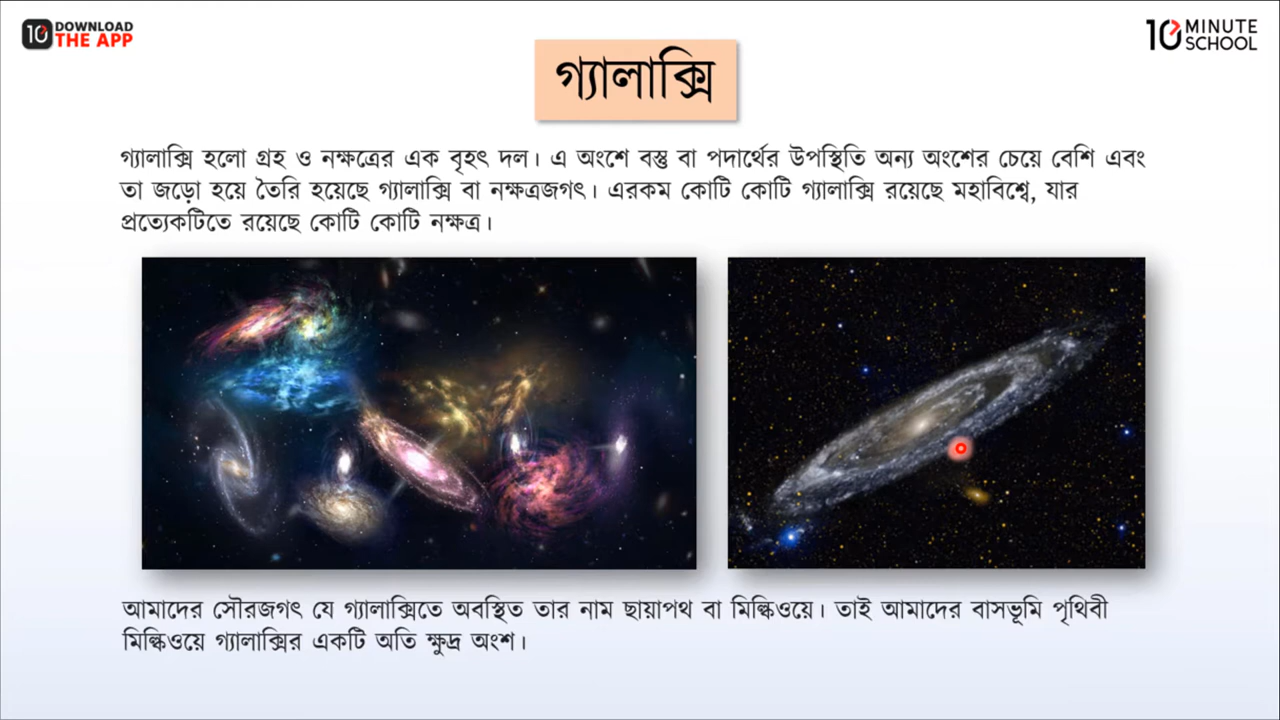 10 DOWNLOAD
THE APP
10 MINUTE
SCHOOL
গ্যালাক্সি
গ্যালাক্সি হলো গ্রহ ও নক্ষত্রের এক বৃহৎ দল। এ অংশে বস্তু বা পদার্থের উপস্থিতি অন্য অংশের চেয়ে বেশি এবং
তা জড়ো হয়ে তৈরি হয়েছে গ্যালাক্সি বা নক্ষত্রজগৎ। এরকম কোটি কোটি গ্যালাক্সি রয়েছে মহাবিশ্বে, যার
প্রত্যেকটিতে রয়েছে কোটি কোটি নক্ষত্র।
আমাদের সৌরজগৎ যে গ্যালাক্সিতে অবস্থিত তার নাম ছায়াপথ বা মিল্কিওয়ে। তাই আমাদের বাসভূমি পৃথিবী
মিল্কিওয়ে গ্যালাক্সির একটি অতি ক্ষুদ্র অংশ।